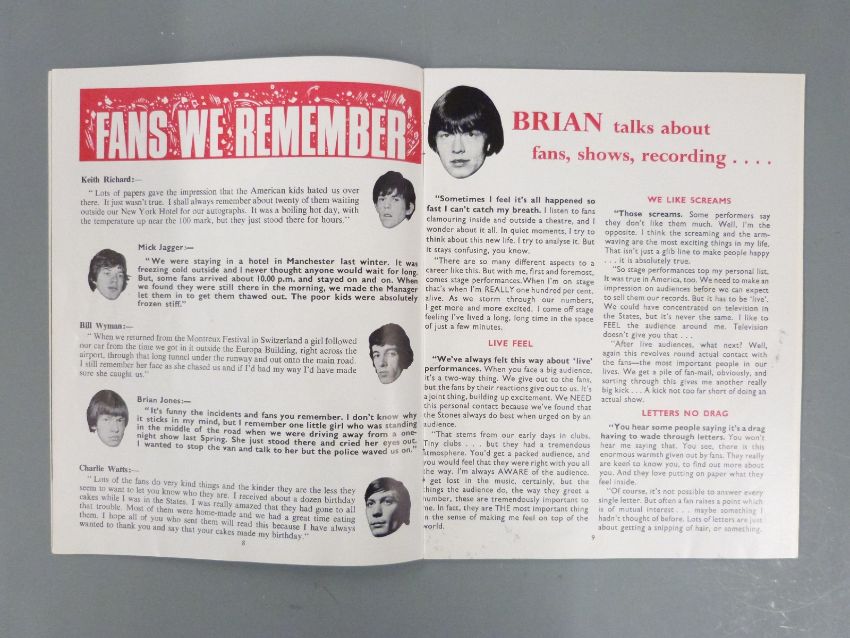 FANS WE REMEMBER
Keith Richard:—
" Lots of papers gave the impression that the American kids hated us over
there. It just wasn't true. I shall always remember about twenty of them waiting
outside our New York Hotel for our autographs. It was a boiling hot day, with
the temperature up near the 100 mark, but they just stood there for hours."
Mick Jagger:—
"We were staying in a hotel in Manchester last winter. It was
freezing cold outside and I never thought anyone would wait for long.
But, some fans arrived about 10.00 p.m. and stayed on and on. When
we found they were still there in the morning, we made the Manager
let them in to get them thawed out. The poor kids were absolutely
frozen stiff."
Bill Wyman:—
" When we returned from the Montreux Festival in Switzerland a girl followed
our car from the time we got in it outside the Europa Building, right across the
airport, through that long tunnel under the runway and out onto the main road.
I still remember her face as she chased us and if I'd had my way I'd have made
sure she caught us."
Brian Jones:—
"It's funny the incidents and fans you remember. I don't know why
it sticks in my mind, but I remember one little girl who was standing
in the middle of the road when we were driving away from a one-
night show last Spring. She just stood there and cried her eyes out.
I wanted to stop the van and talk to her but the police waved us on."
Charlie Watts:—
" Lots of the fans do very kind things and the kinder they are the less they
seem to want to let you know who they are. I received about a dozen birthday
cakes while I was in the States. I was really amazed that they had gone to all
that trouble. Most of them were home-made and we had a great time eating
them. I hope all of you who sent them will read this because I have always
wanted to thank you and say that your cakes made my birthday."
8
BRIAN talks about
fans, shows, recording . . . .
"Sometimes I feel it's all happened so
fast I can't catch my breath. I listen to fans
clamouring inside and outside a theatre, and I
wonder about it all. In quiet moments, I try to
think about this new life. I try to analyse it. But
it stays confusing, you know.
"There are so many different aspects to a
career like this. But with me, first and foremost,
comes stage performances. When I'm on stage
that's when I'm REALLY one hundred per cent.
alive. As we storm through our numbers,
I get more and more excited. I come off stage
feeling I've lived a long, long time in the space
of just a few minutes.
LIVE FEEL
"We've always felt this way about 'live'
performances. When you face a big audience,
it's a two-way thing. We give out to the fans,
but the fans by their reactions give out to us. It's
a joint thing, building up excitement. We NEED
this personal contact because we've found that
the Stones always do best when urged on by an
audience.
"That stems from our early days in clubs.
Tiny clubs . . . but they had a tremendous
atmosphere. You'd get a packed audience, and
you would feel that they were right with you all
the way. I'm always AWARE of the audience.
I get lost in the music, certainly, but the
things the audience do, the way they greet a
number, these are tremendously important to
me. In fact, they are THE most important thing
in the sense of making me feel on top of the
world.
WE LIKE SCREAMS
"Those screams. Some performers say
they don't like them much. Well, I'm the
opposite. I think the screaming and the arm-
waving are the most exciting things in my life.
That isn't just a glib line to make people happy
. . . . it is absolutely true.
"So stage performances top my personal list.
It was true in America, too. We need to make an
impression on audiences before we can expect
to sell them our records. But it has to be 'live'.
We could have concentrated on television in
the States, but it's never the same. I like to
FEEL the audience around me. Television
doesn't give you that . . .
"After live audiences, what next? Well,
again this revolves round actual contact with
the fans—the most important people in our
lives. We get a pile of fan-mail, obviously, and
sorting through this gives me another really
big kick . . . A kick not too far short of doing an
actual show.
LETTERS NO DRAG
"You hear some people saying it's a drag
having to wade through letters. You won't
hear me saying that. You see, there is this
enormous warmth given out by fans. They really
are keen to know you, to find out more about
you. And they love putting on paper what they
feel inside.
"Of course, it's not possible to answer every
single letter. But often a fan raises a point which
is of mutual interest . . . maybe something I
hadn't thought of before. Lots of letters are just
about getting a snipping of hair, or something.
9